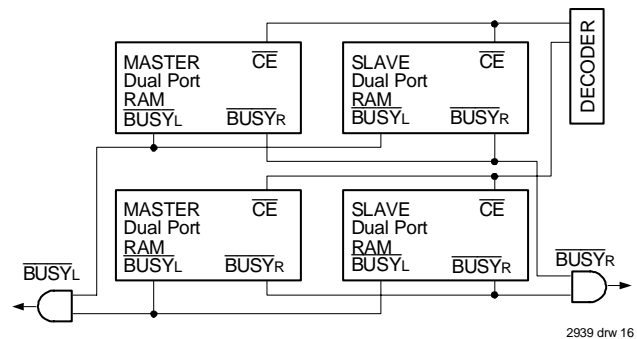 MASTER CE
Dual Port
RAM
BUSYL BUSYR
SLAVE CE
Dual Port
RAM
BUSYL BUSYR
DECODER
MASTER CE
Dual Port
RAM
BUSYL BUSYR
SLAVE CE
Dual Port
RAM
BUSYL BUSYR
BUSYL
BUSYR
2939 drw 16